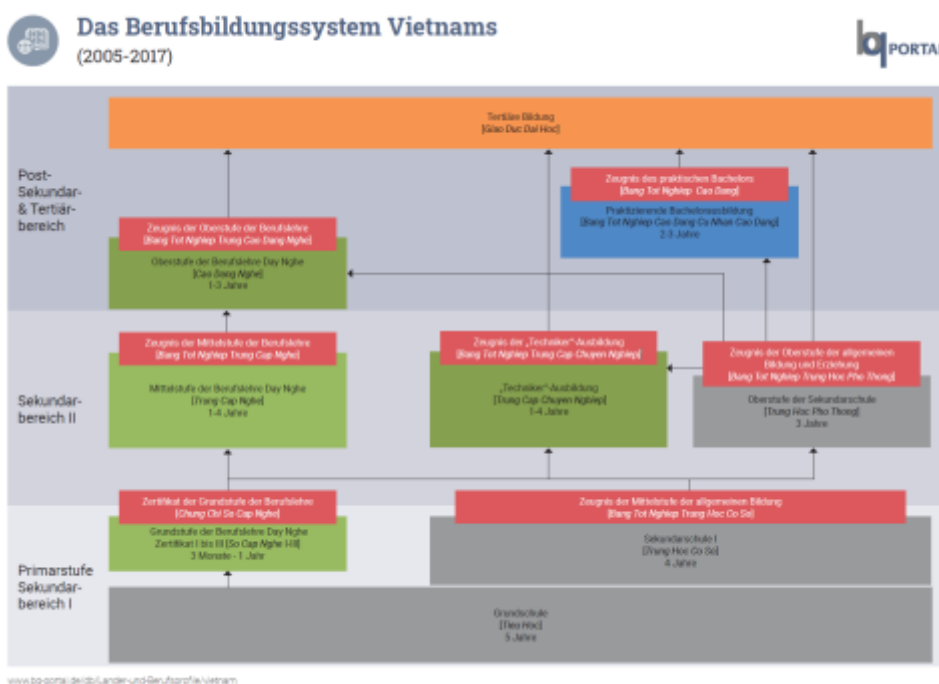 Das Berufsbildungssystem Vietnams
(2005-2017)
bq PORTAL
Tertiäre Bildung
[Giao Duc Dai Hoc]
Post-
Sekundar-
& Tertiär-
bereich
Zeugnis des praktischen Bachelors
[Bang Tot Nghiep Cao Dang]
Praktizierende Bachelorausbildung
[Bang Tot Nghiep Cao Dang Cu Nhan Cao Dang]
2-3 Jahre
Zeugnis der Oberstufe der Berufslehre
[Bang Tot Nghiep Trung Cao Dang Nghe]
Oberstufe der Berufslehre Day Nghe
[Cao Dang Nghe]
1-3 Jahre
Sekundar-
bereich II
Zeugnis der Mittelstufe der Berufslehre
[Bang Tot Nghiep Trung Cap Nghe]
Mittelstufe der Berufslehre Day Nghe
[Trung Cap Nghe]
1-4 Jahre
Zeugnis der „Techniker“-Ausbildung
[Bang Tot Nghiep Trung Cap Chuyen Nghiep]
„Techniker“-Ausbildung
[Trung Cap Chuyen Nghiep]
1-4 Jahre
Zeugnis der Oberstufe der allgemeinen
Bildung und Erziehung
[Bang Tot Nghiep Trung Hoc Pho Thong]
Oberstufe der Sekundarschule
[Trung Hoc Pho Thong]
3 Jahre
Primarstufe
Sekundar-
bereich I
Zertifikat der Grundstufe der Berufslehre
[Chung Chi So Cap Nghe]
Grundstufe der Berufslehre Day Nghe
Zertifikat I bis III [So Cap Nghe I-III]
3 Monate - 1 Jahr
Zeugnis der Mittelstufe der allgemeinen Bildung
[Bang Tot Nghiep Trung Hoc Co So]
Sekundarschule I
[Trung Hoc Co So]
4 Jahre
Grundschule
[Tieu Hoc]
5 Jahre
www.bq-portal.de/db/Lander-und-Berufsprofile/vietnam